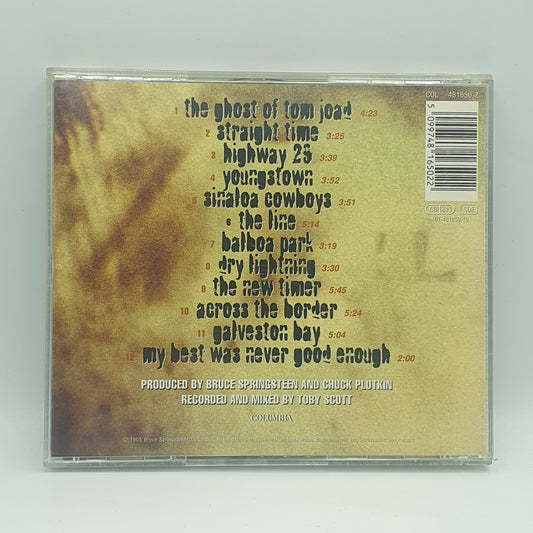 COL 481650 2
5 099748 165022
1 the ghost of tom joad 4:23
2 straight time 3:25
3 highway 29 3:39
4 youngstown 3:52
5 sinaloa cowboys 3:51
6 the line 5:14
7 balboa park 3:19
8 dry lightning 3:30
9 the new timer 5:45
10 across the border 5:24
11 galveston bay 5:04
12 my best was never good enough 2:00
PRODUCED BY BRUCE SPRINGSTEEN AND CHUCK PLOTKIN
RECORDED AND MIXED BY TOBY SCOTT
COLUMBIA
© 1995 Bruce Springsteen